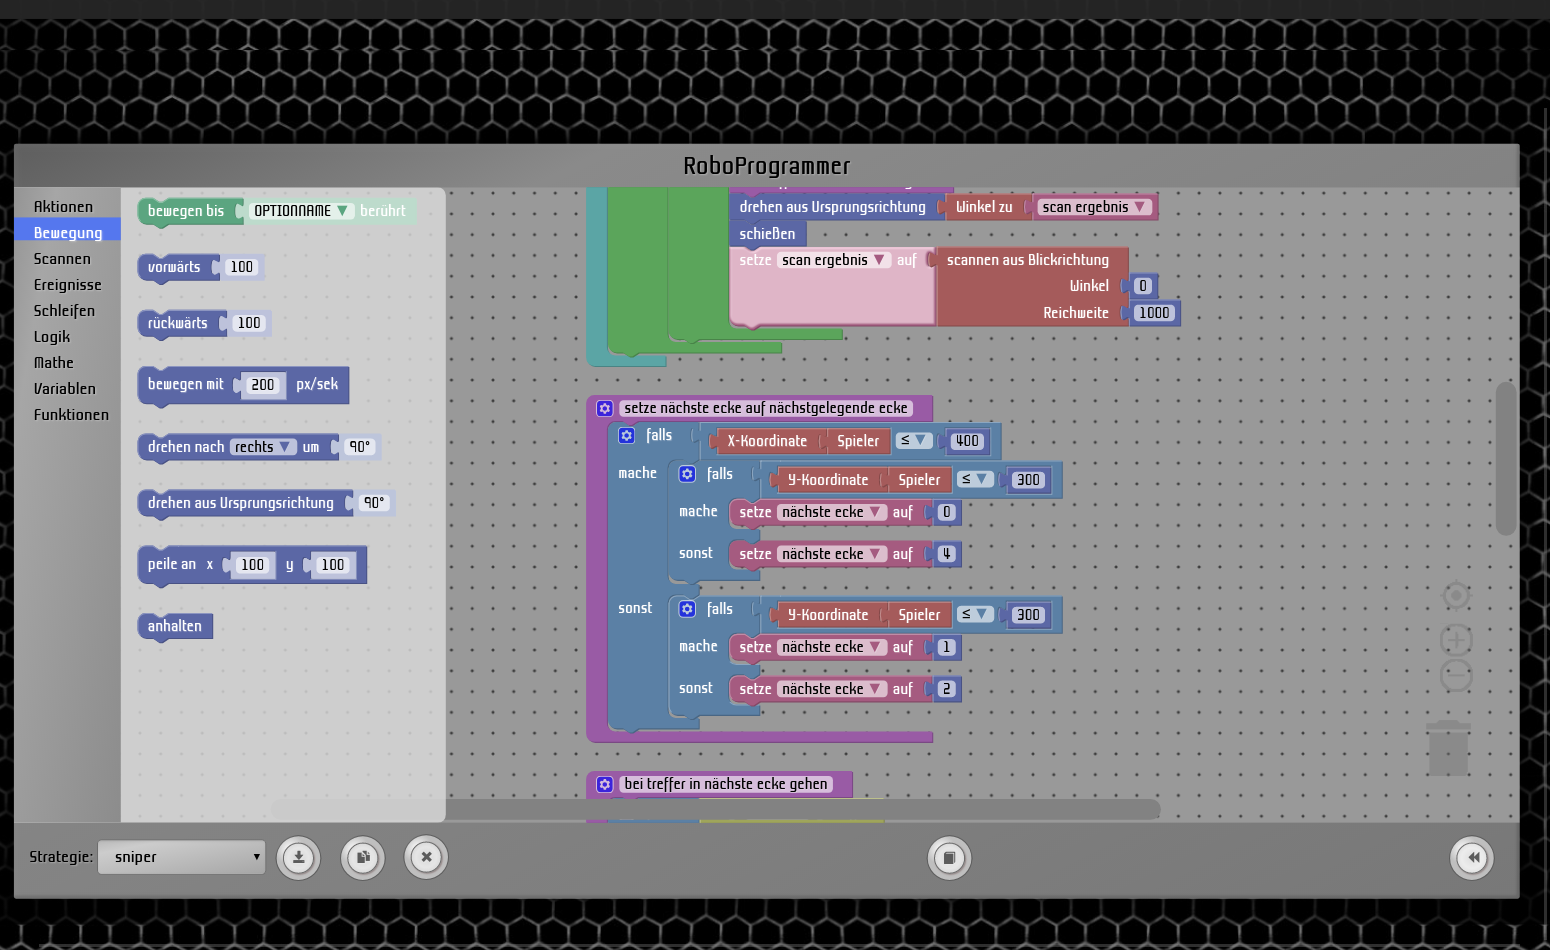 RoboProgrammer
Aktionen
Bewegung
Scannen
Ereignisse
Schleifen
Logik
Mathe
Variablen
Funktionen
bewegen bis OPTIONNAME ▼ berührt
vorwärts 100
rückwärts 100
bewegen mit 200 px/sek
drehen nach rechts ▼ um 90°
drehen aus Ursprungsrichtung 90°
peile an x 100 y 100
anhalten
drehen aus Ursprungsrichtung Winkel zu scan ergebnis ▼
schießen
setze scan ergebnis ▼ auf scannen aus Blickrichtung
Winkel 0
Reichweite 1000
setze nächste ecke auf nächstgelegende ecke
falls X-Koordinate Spieler ≤ ▼ 400
mache falls Y-Koordinate Spieler ≤ ▼ 300
mache setze nächste ecke ▼ auf 0
sonst setze nächste ecke ▼ auf 4
sonst falls Y-Koordinate Spieler ≤ ▼ 300
mache setze nächste ecke ▼ auf 1
sonst setze nächste ecke ▼ auf 2
bei treffer in nächste ecke gehen
Strategie: sniper